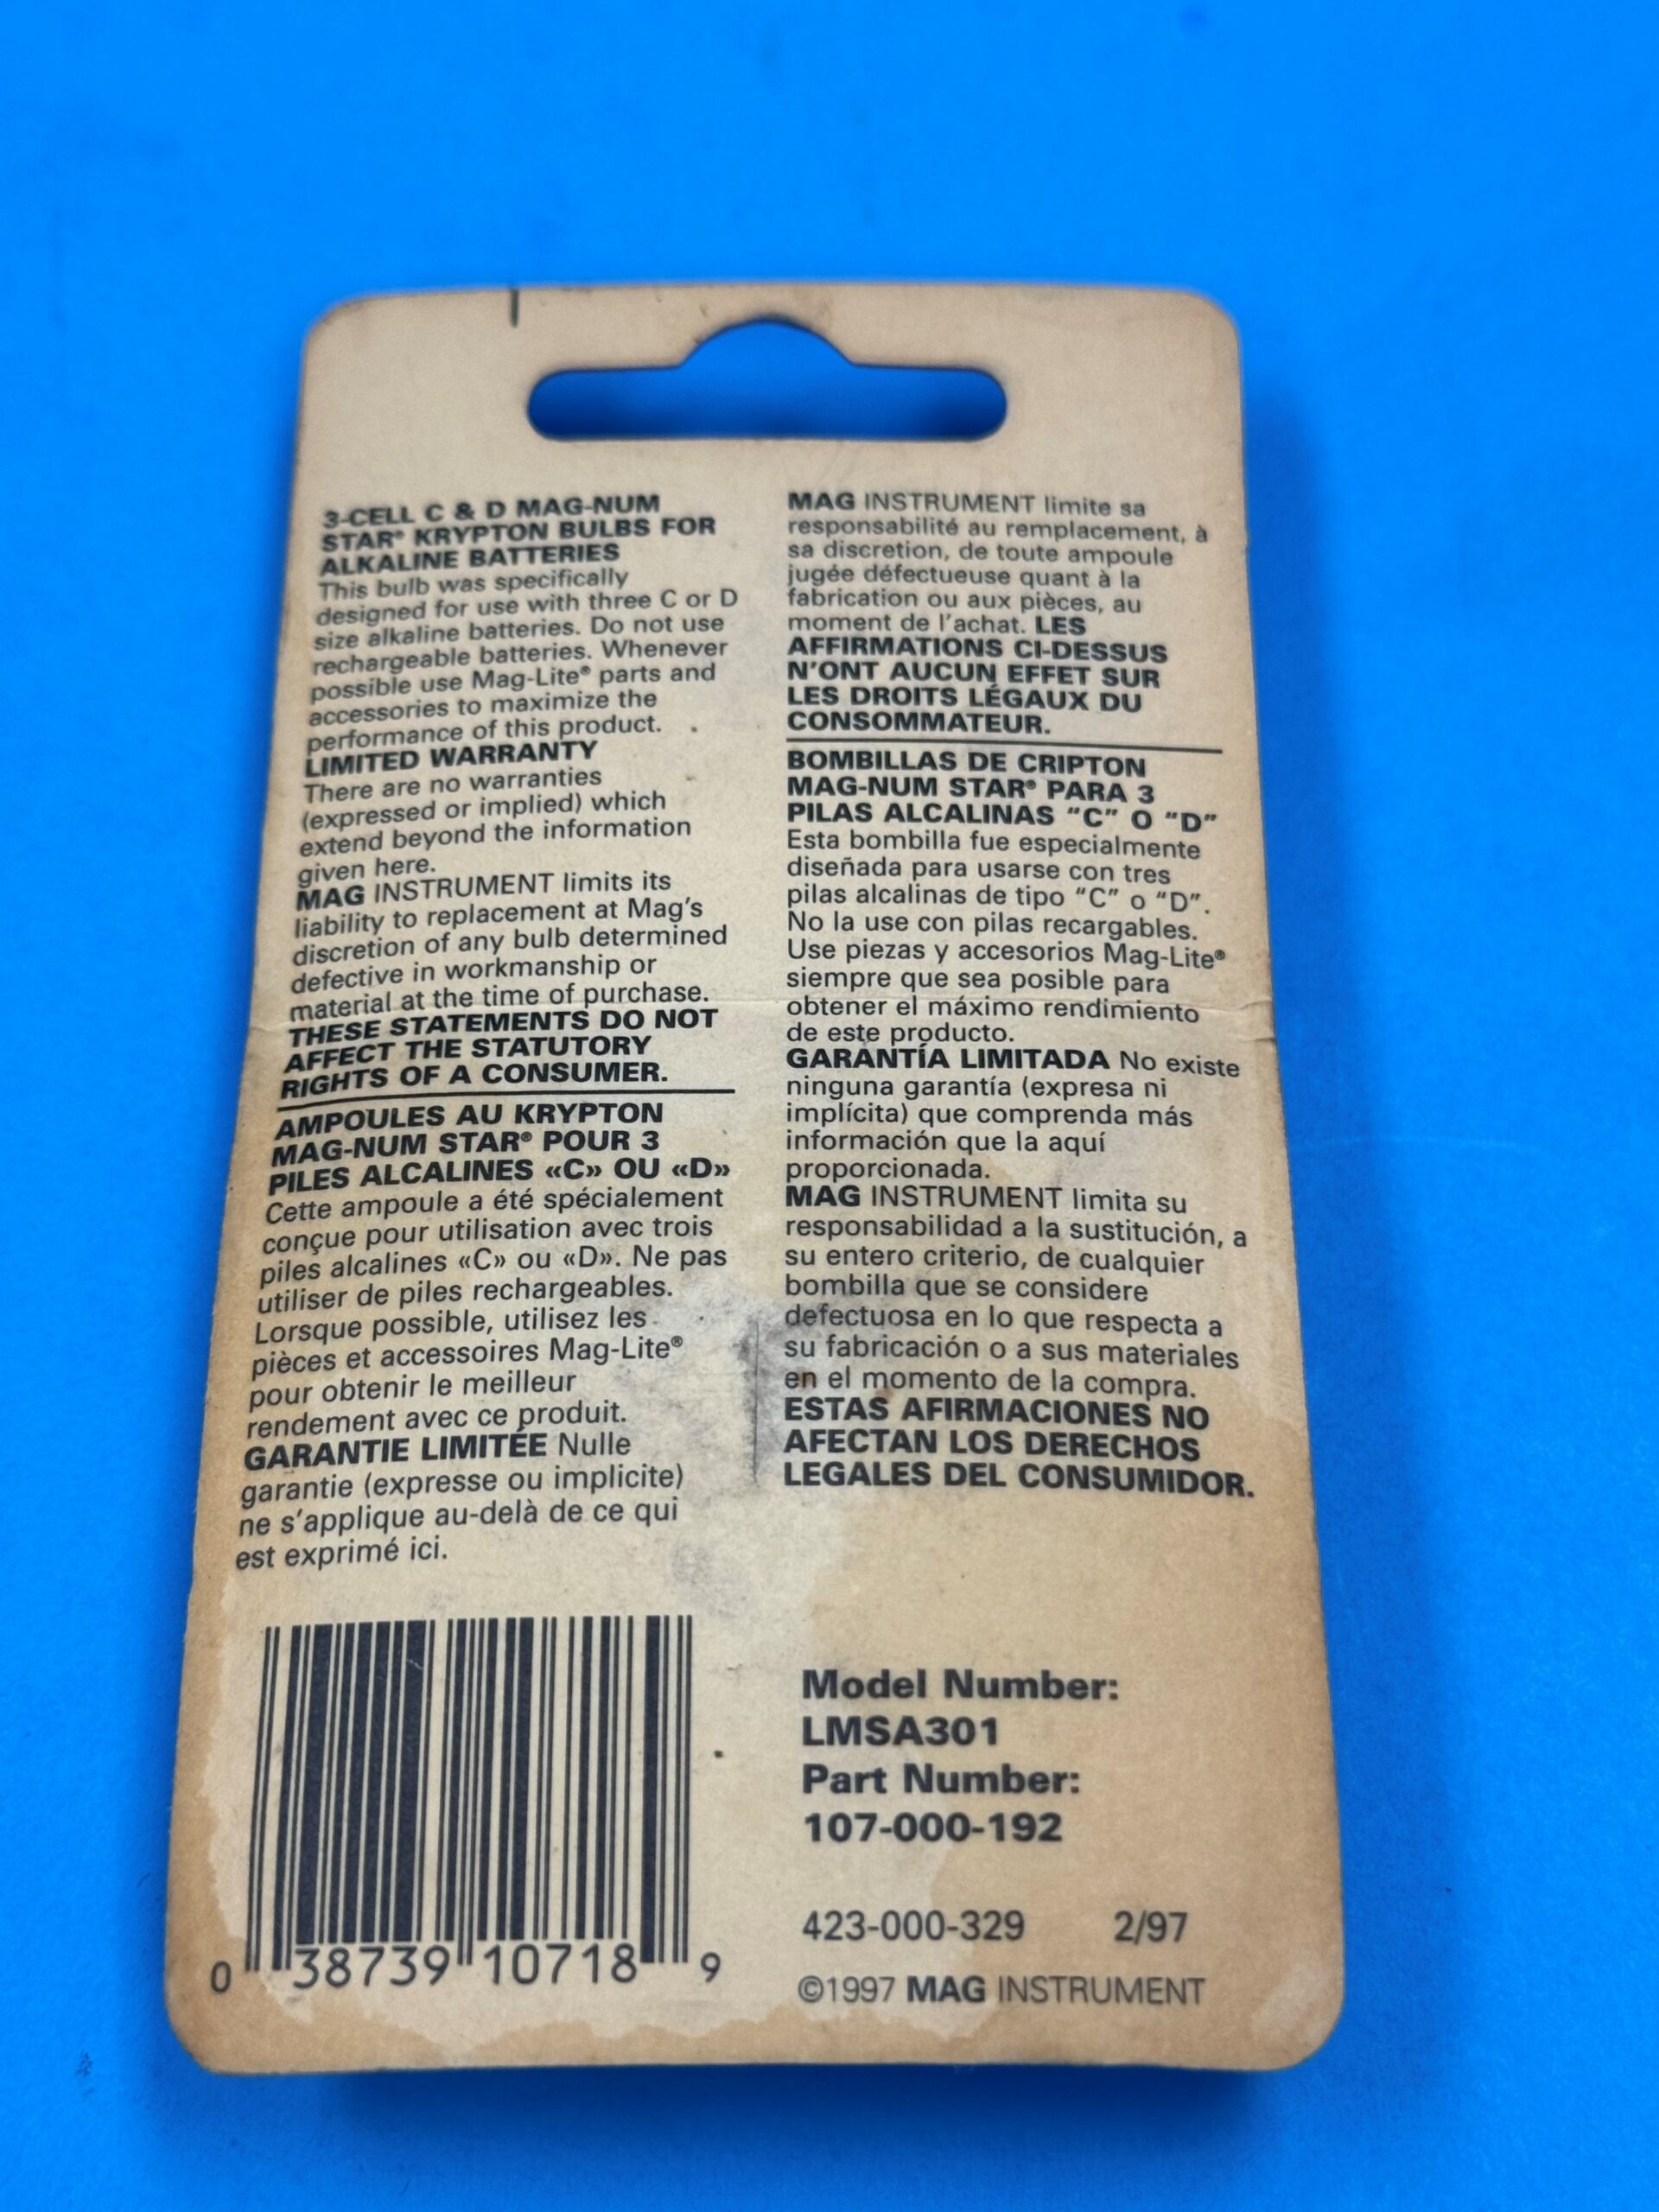 3-CELL C & D MAG-NUM
STAR® KRYPTON BULBS FOR
ALKALINE BATTERIES
This bulb was specifically
designed for use with three C or D
size alkaline batteries. Do not use
rechargeable batteries. Whenever
possible use Mag-Lite® parts and
accessories to maximize the
performance of this product.
LIMITED WARRANTY
There are no warranties
(expressed or implied) which
extend beyond the information
given here.
MAG INSTRUMENT limits its
liability to replacement at Mag's
discretion of any bulb determined
defective in workmanship or
material at the time of purchase.
THESE STATEMENTS DO NOT
AFFECT THE STATUTORY
RIGHTS OF A CONSUMER.
AMPOULES AU KRYPTON
MAG-NUM STAR® POUR 3
PILES ALCALINES «C» OU «D»
Cette ampoule a été spécialement
conçue pour utilisation avec trois
piles alcalines «C» ou «D». Ne pas
utiliser de piles rechargeables.
Lorsque possible, utilisez les
pièces et accessoires Mag-Lite®
pour obtenir le meilleur
rendement avec ce produit.
GARANTIE LIMITÉE Nulle
garantie (expresse ou implicite)
ne s'applique au-delà de ce qui
est exprimé ici.
MAG INSTRUMENT limite sa
responsabilité au remplacement, à
sa discretion, de toute ampoule
jugée défectueuse quant à la
fabrication ou aux pièces, au
moment de l'achat. LES
AFFIRMATIONS CI-DESSUS
N'ONT AUCUN EFFET SUR
LES DROITS LÉGAUX DU
CONSOMMATEUR.
BOMBILLAS DE CRIPTON
MAG-NUM STAR® PARA 3
PILAS ALCALINAS "C" O "D"
Esta bombilla fue especialmente
diseñada para usarse con tres
pilas alcalinas de tipo "C" o "D".
No la use con pilas recargables.
Use piezas y accesorios Mag-Lite®
siempre que sea posible para
obtener el máximo rendimiento
de este producto.
GARANTÍA LIMITADA No existe
ninguna garantía (expresa ni
implícita) que comprenda más
información que la aquí
proporcionada.
MAG INSTRUMENT limita su
responsabilidad a la sustitución, a
su entero criterio, de cualquier
bombilla que se considere
defectuosa en lo que respecta a
su fabricación o a sus materiales
en el momento de la compra.
ESTAS AFIRMACIONES NO
AFECTAN LOS DERECHOS
LEGALES DEL CONSUMIDOR.
0 38739 10718 9
Model Number:
LMSA301
Part Number:
107-000-192
423-000-329 2/97
©1997 MAG INSTRUMENT